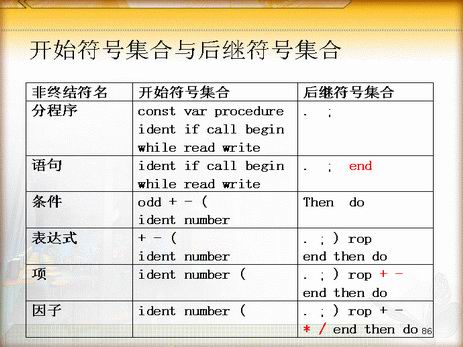 开始符号集合与后继符号集合
非终结符名 开始符号集合 后继符号集合
分程序 const var procedure . ;
ident if call begin
while read write
语句 ident if call begin . ; end
while read write
条件 odd + - ( Then do
ident number
表达式 + - ( . ; ) rop
ident number ( end then do
项 ident number ( . ; ) rop + -
end then do
因子 ident number ( . ; ) rop + -
* / end then do
86